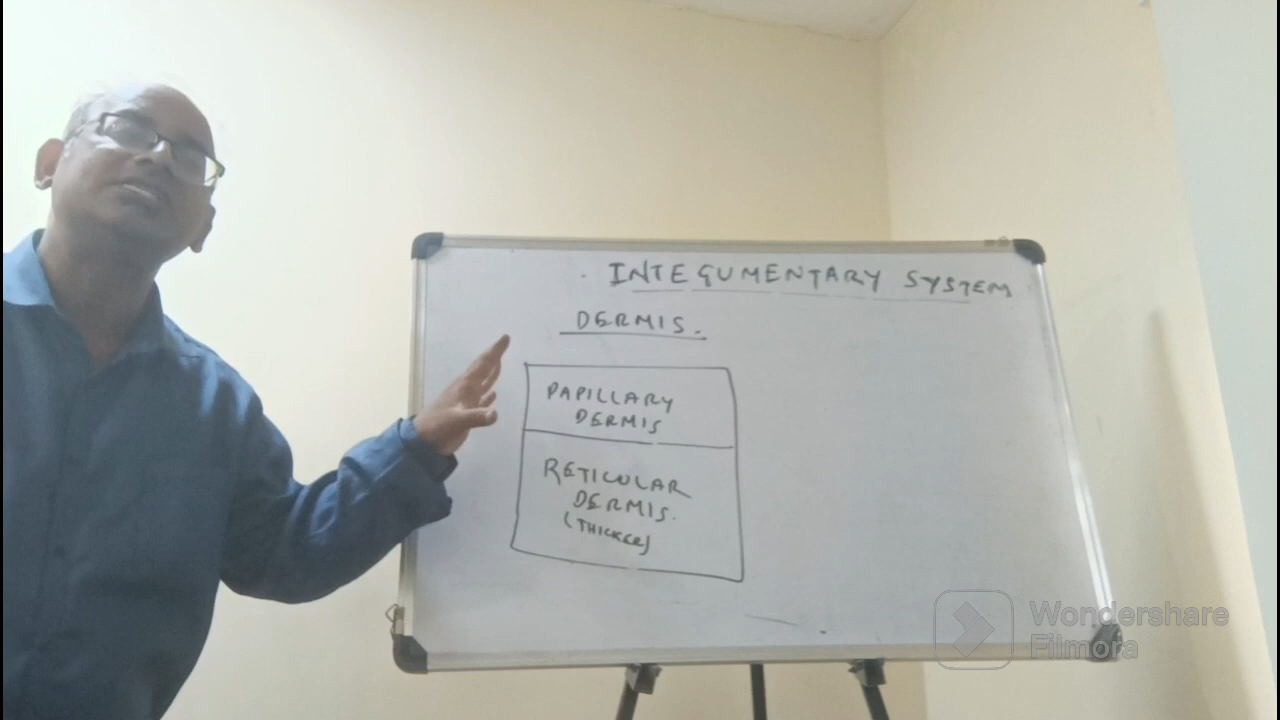 INTEGUMENTARY SYSTEM
DERMIS.
PAPILLARY
DERMIS
RETICULAR
DERMIS.
(THICKER)
Wondershare
Filmora